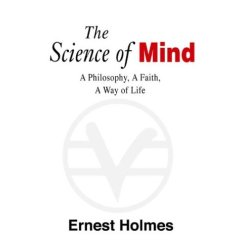 The
Science of Mind
A Philosophy, A Faith,
A Way of Life
Ernest Holmes